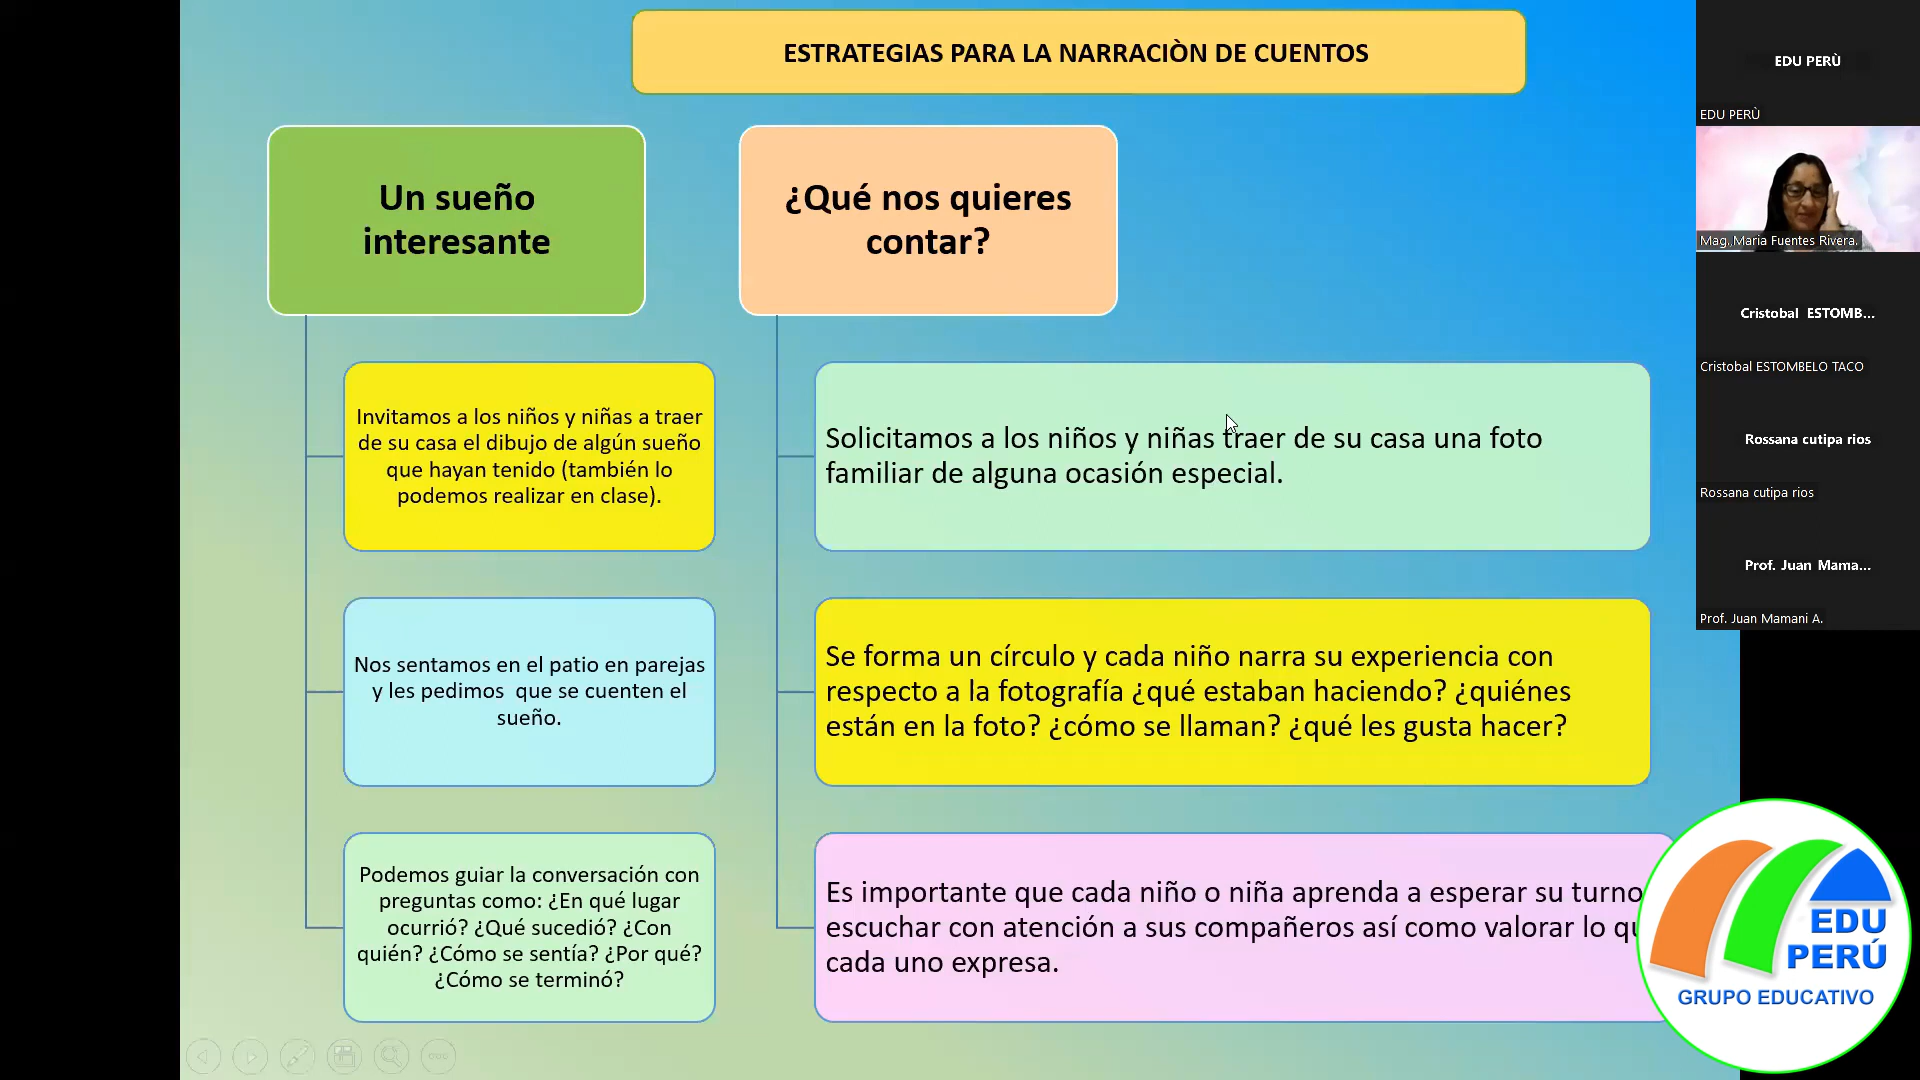 ESTRATEGIAS PARA LA NARRACIÒN DE CUENTOS
Un sueño
interesante
Invitamos a los niños y niñas a traer
de su casa el dibujo de algún sueño
que hayan tenido (también lo
podemos realizar en clase).
Nos sentamos en el patio en parejas
y les pedimos que se cuenten el
sueño.
Podemos guiar la conversación con
preguntas como: ¿En qué lugar
ocurrió? ¿Qué sucedió? ¿Con
quién? ¿Cómo se sentía? ¿Por qué?
¿Cómo se terminó?
¿Qué nos quieres
contar?
Solicitamos a los niños y niñas traer de su casa una foto
familiar de alguna ocasión especial.
Se forma un círculo y cada niño narra su experiencia con
respecto a la fotografía ¿qué estaban haciendo? ¿quiénes
están en la foto? ¿cómo se llaman? ¿qué les gusta hacer?
Es importante que cada niño o niña aprenda a esperar su turno
escuchar con atención a sus compañeros así como valorar lo
cada uno expresa.
EDU PERÙ
EDU PERÙ
Mag. Maria Fuentes Rivera.
Cristobal ESTOMB...
Cristobal ESTOMBELO TACO
Rossana cutipa rios
Rossana cutipa rios
Prof. Juan Mama...
Prof. Juan Mamani A.
EDU
PERÚ
GRUPO EDUCATIVO